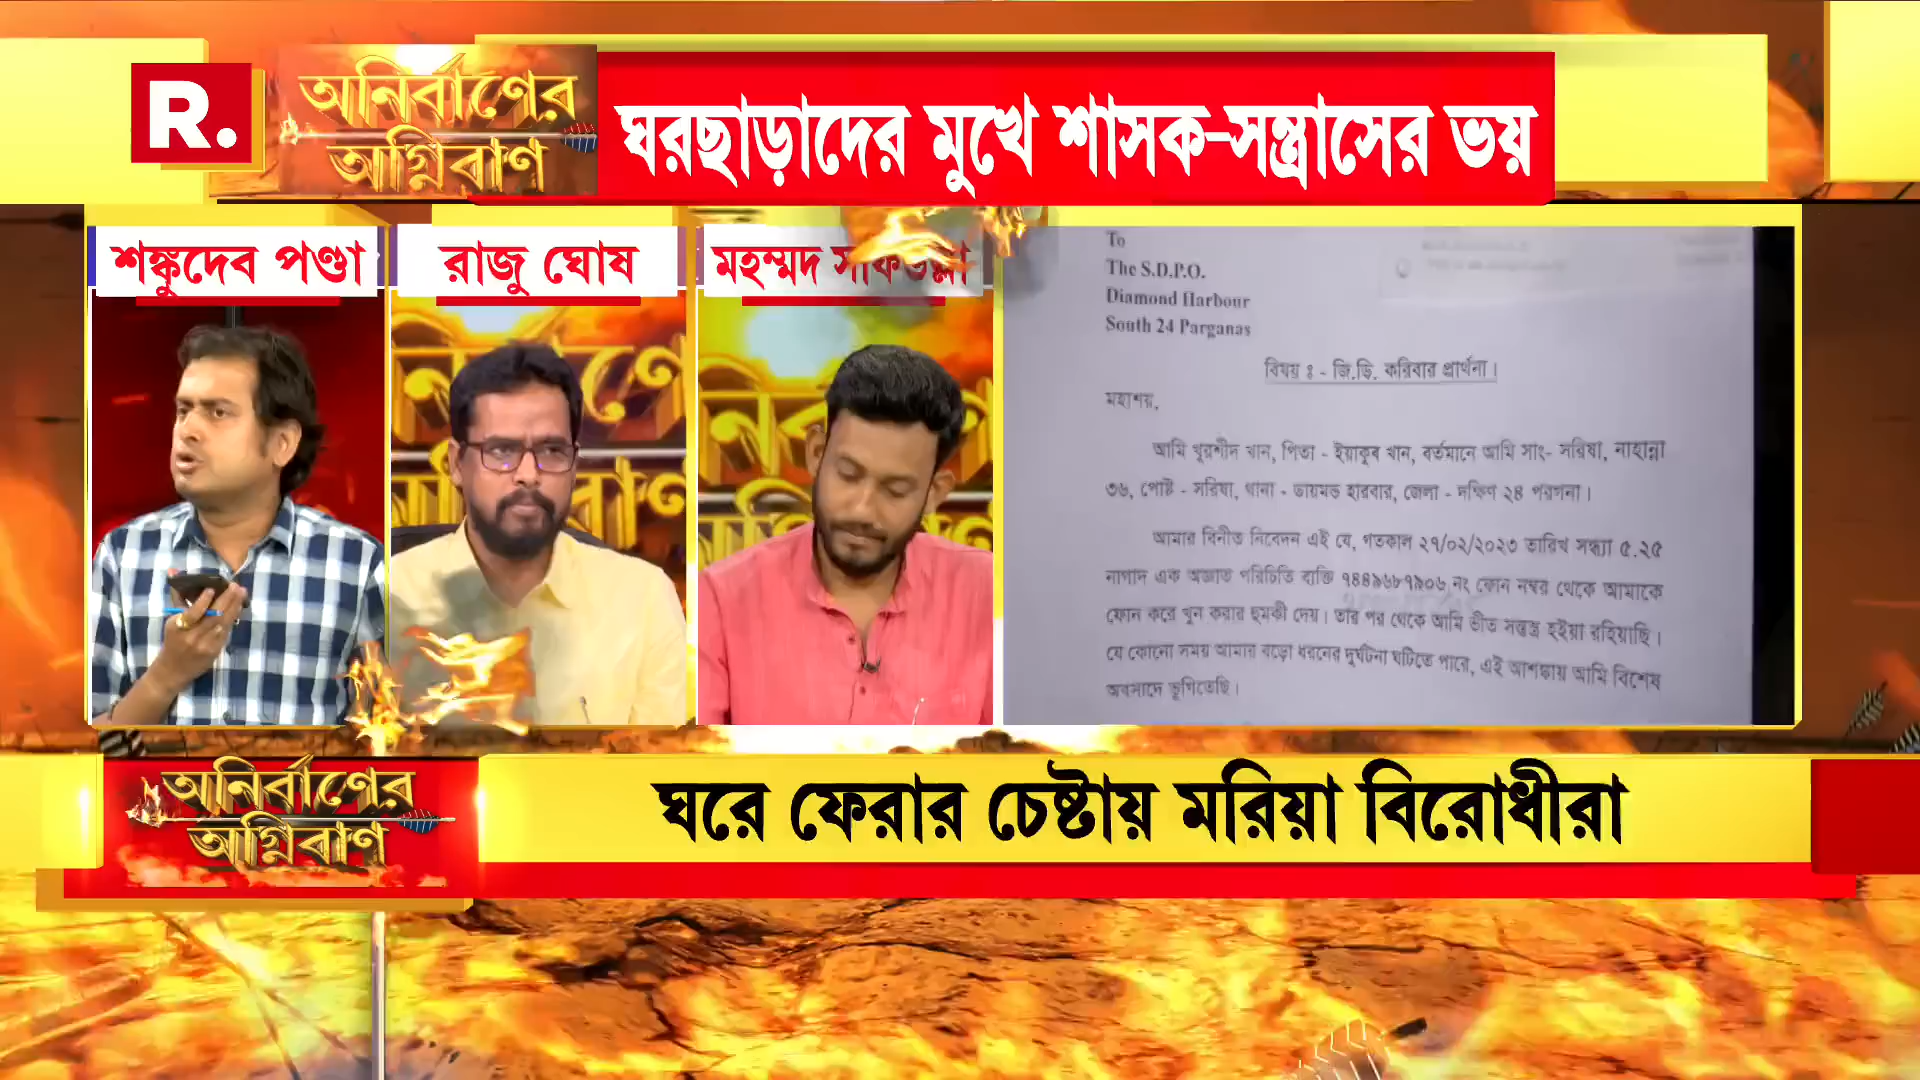 R.
অনির্বাণের
অগ্নিবাণ
ঘরছাড়াদের মুখে শাসক-সন্ত্রাসের ভয়
শঙ্কুদেব পণ্ডা
রাজু ঘোষ
মহম্মদ
To
The S.D.P.O.
Diamond Harbour
South 24 Parganas
বিষয় ঃ - জি.ডি. করিবার প্রার্থনা।
মহাশয়,
আমি খুরশীদ খান, পিতা - ইয়াকুব খান, বর্তমানে আমি সাং- সরিষা, নাহান্না
৩৬, পোষ্ট - সরিষা, থানা - ডায়মন্ড হারবার, জেলা - দক্ষিণ ২৪ পরগনা।
আমার বিনীত নিবেদন এই যে, গতকাল ২৭/০২/২০২৩ তারিখ সন্ধ্যা ৫.২৫
নাগাদ এক অজ্ঞাত পরিচিতি ব্যক্তি ৭৪৪৯৬৮৭৯০৬ নং ফোন নম্বর থেকে আমাকে
ফোন করে খুন করার হুমকী দেয়। তার পর থেকে আমি ভীত সন্তস্ত্র হইয়া রহিয়াছি।
যে কোনো সময় আমার বড়ো ধরনের দুর্ঘটনা ঘটিতে পারে, এই আশঙ্কায় আমি বিশেষ
অবসাদে ভুগিতেছি।
অনির্বাণের
অগ্নিবাণ
ঘরে ফেরার চেষ্টায় মরিয়া বিরোধীরা